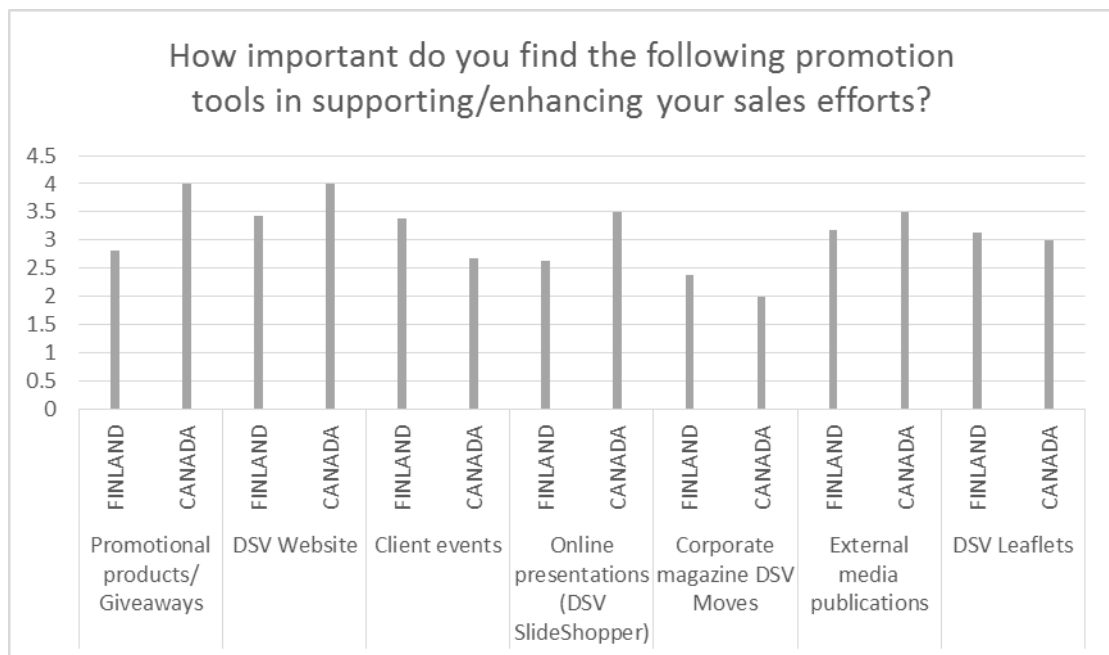 How important do you find the following promotion
tools in supporting/enhancing your sales efforts?
4.5
4
3.5
3
2.5
2
1.5
1
0.5
0
FINLAND
CANADA
FINLAND
CANADA
FINLAND
CANADA
FINLAND
CANADA
FINLAND
CANADA
FINLAND
CANADA
FINLAND
CANADA
Promotional
products/
Giveaways
DSV Website
Client events
Online
presentations
(DSV
SlideShopper)
Corporate
magazine DSV
Moves
External
media
publications
DSV Leaflets